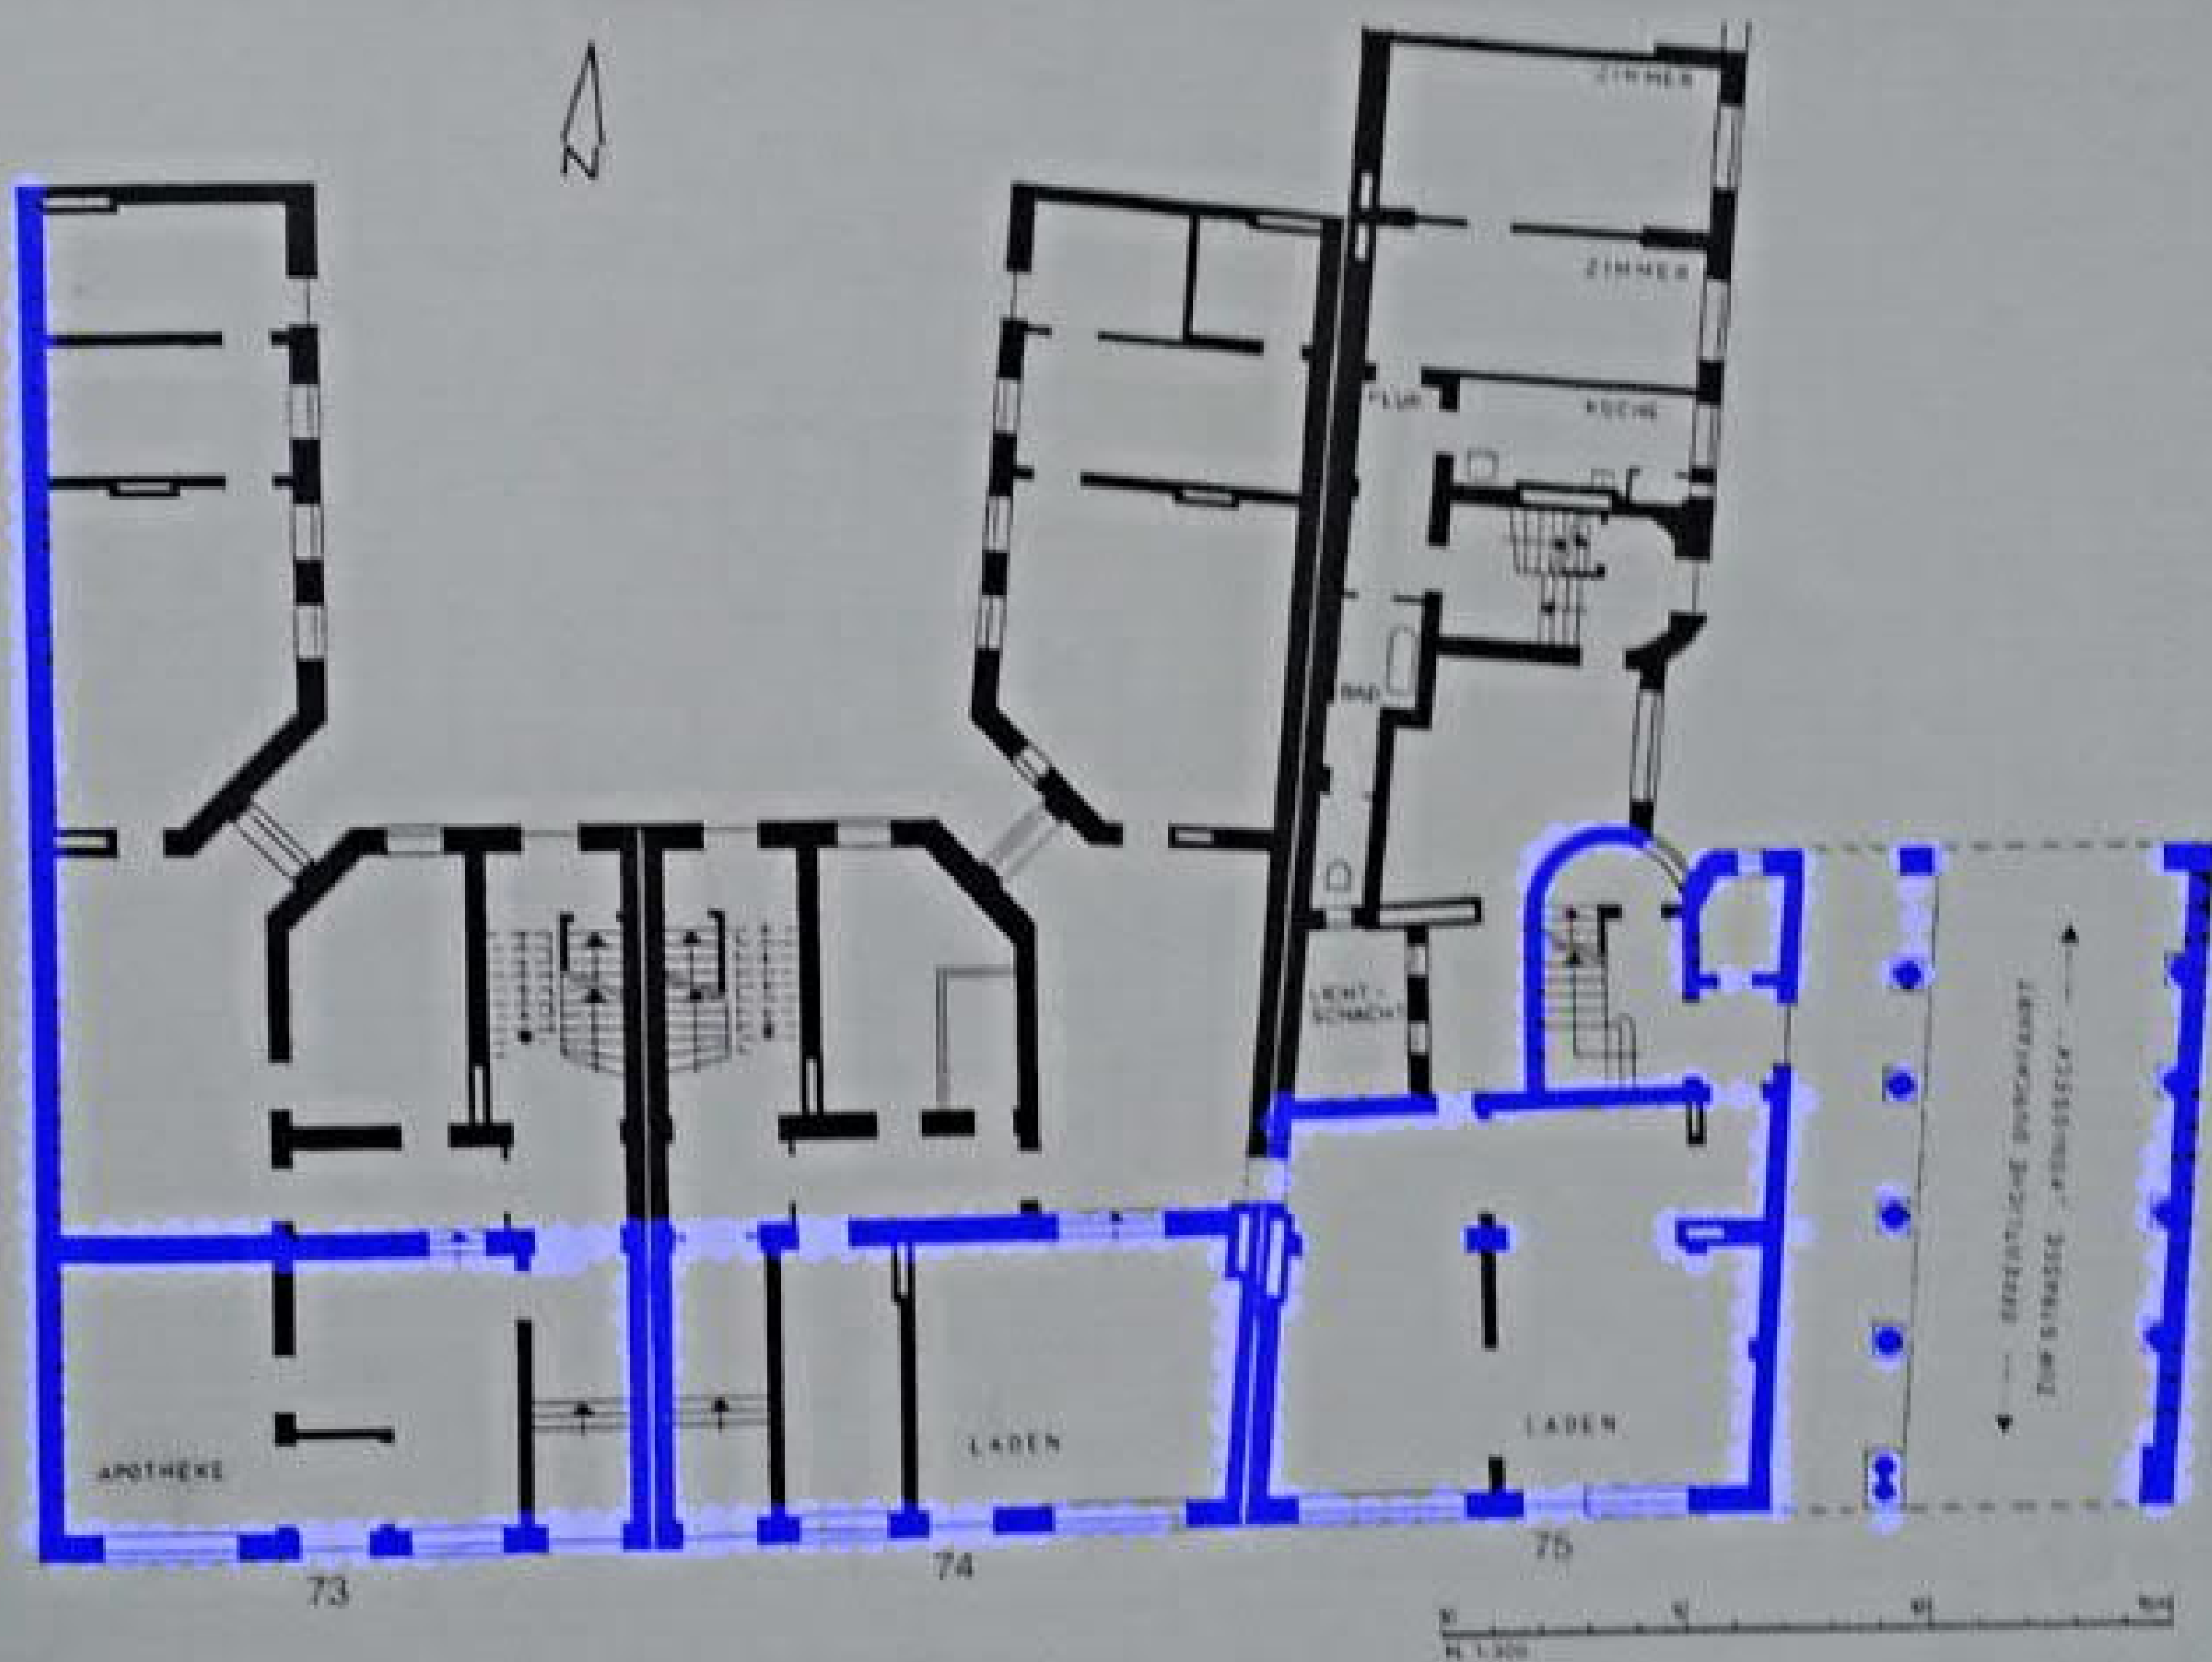 N
ZIMMER
ZIMMER
FLUR
KÜCHE
BAD
LICHT-
SCHACHT
ÖFFENTLICHE DURCHFAHRT
ZUR STRASSE
APOTHEKE
LADEN
LADEN
73
74
75
M. 1:200